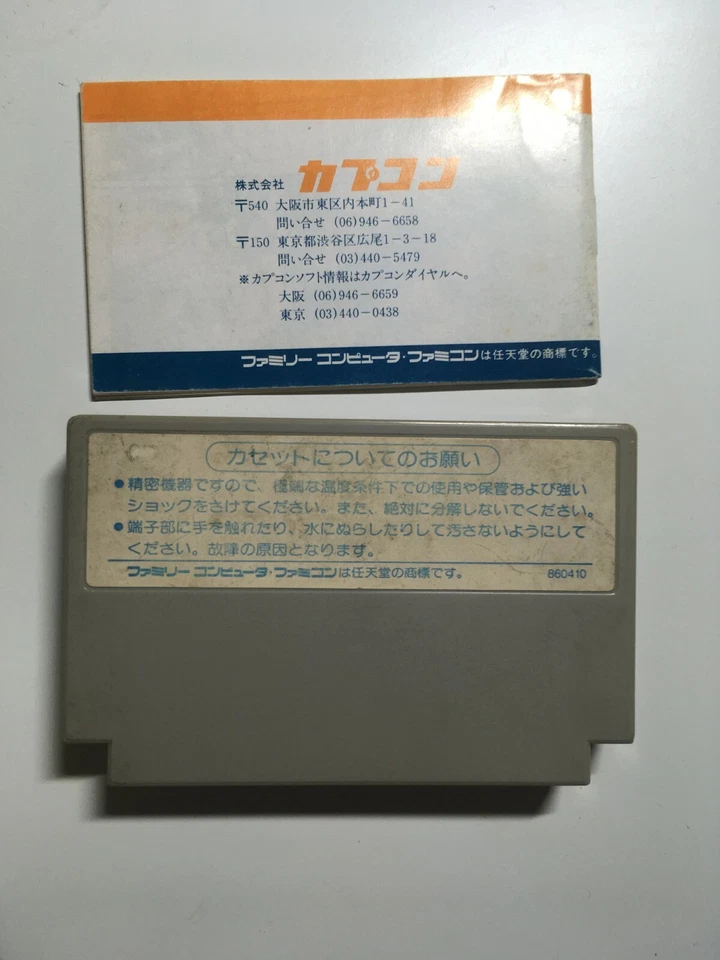 株式会社 カプコン
〒540 大阪市東区内本町1-41
問い合せ (06)946-6658
〒150 東京都渋谷区広尾1-3-18
問い合せ (03)440-5479
※カプコンソフト情報はカプコンダイヤルへ。
大阪 (06)946-6659
東京 (03)440-0438
ファミリー コンピュータ・ファミコンは任天堂の商標です。
カセットについてのお願い
●精密機器ですので、極端な温度条件下での使用や保管および強い
ショックをさけてください。また、絶対に分解しないでください。
●端子部に手を触れたり、水にぬらしたりして汚さないようにして
ください。故障の原因となります。
ファミリー コンピュータ・ファミコンは任天堂の商標です。 860410